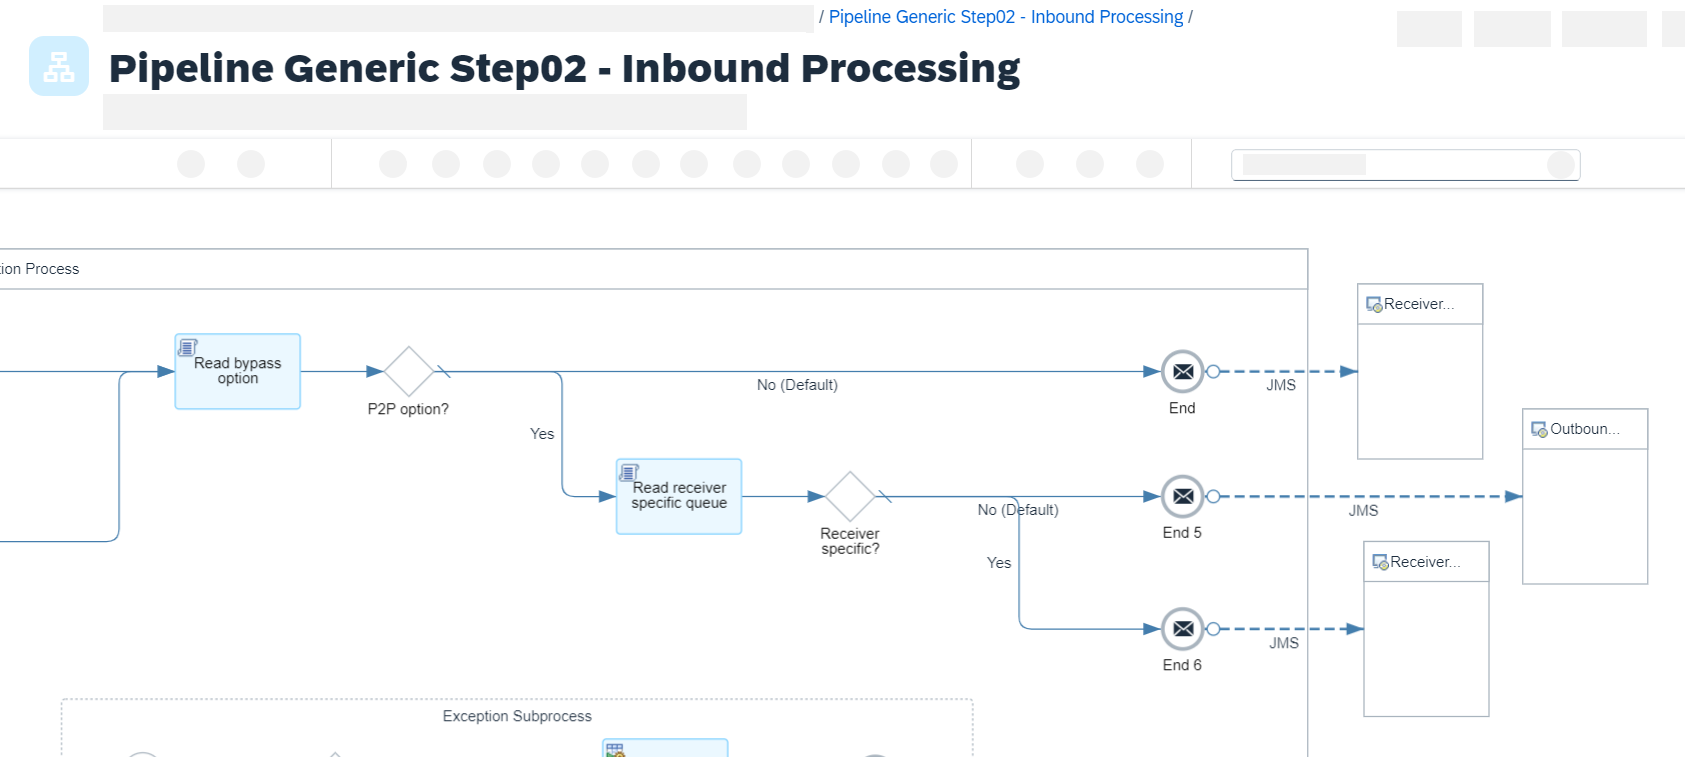 / Pipeline Generic Step02 - Inbound Processing /
Pipeline Generic Step02 - Inbound Processing
tion Process
Receiver...
Read bypass
option
P2P option?
No (Default)
End
JMS
Outboun...
Yes
Read receiver
specific queue
Receiver
specific?
No (Default)
End 5
JMS
Yes
Receiver...
End 6
JMS
Exception Subprocess